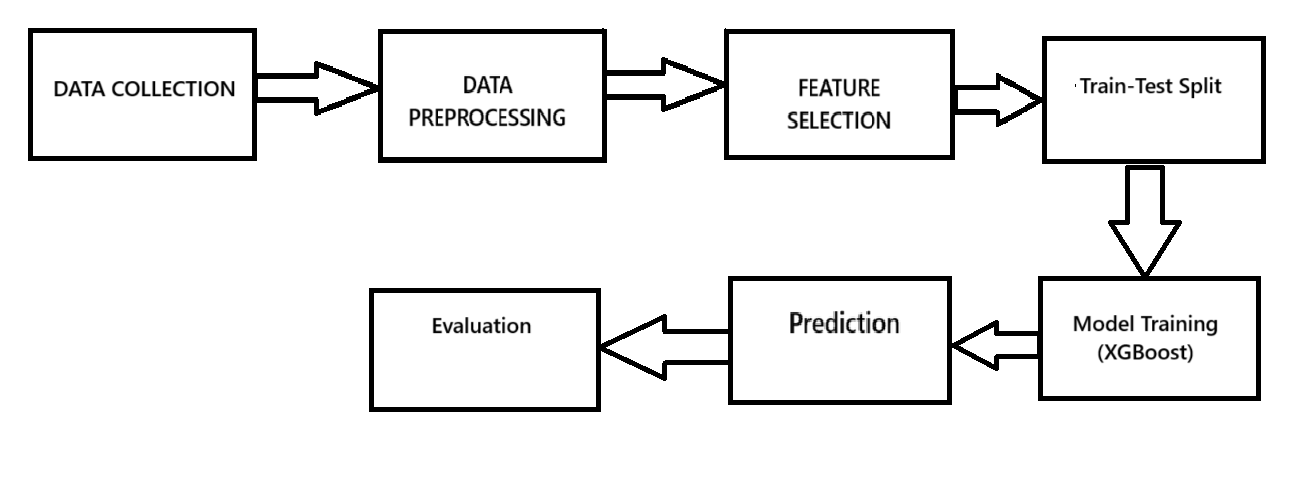 DATA COLLECTION
DATA
PREPROCESSING
FEATURE
SELECTION
Train-Test Split
Model Training
(XGBoost)
Prediction
Evaluation